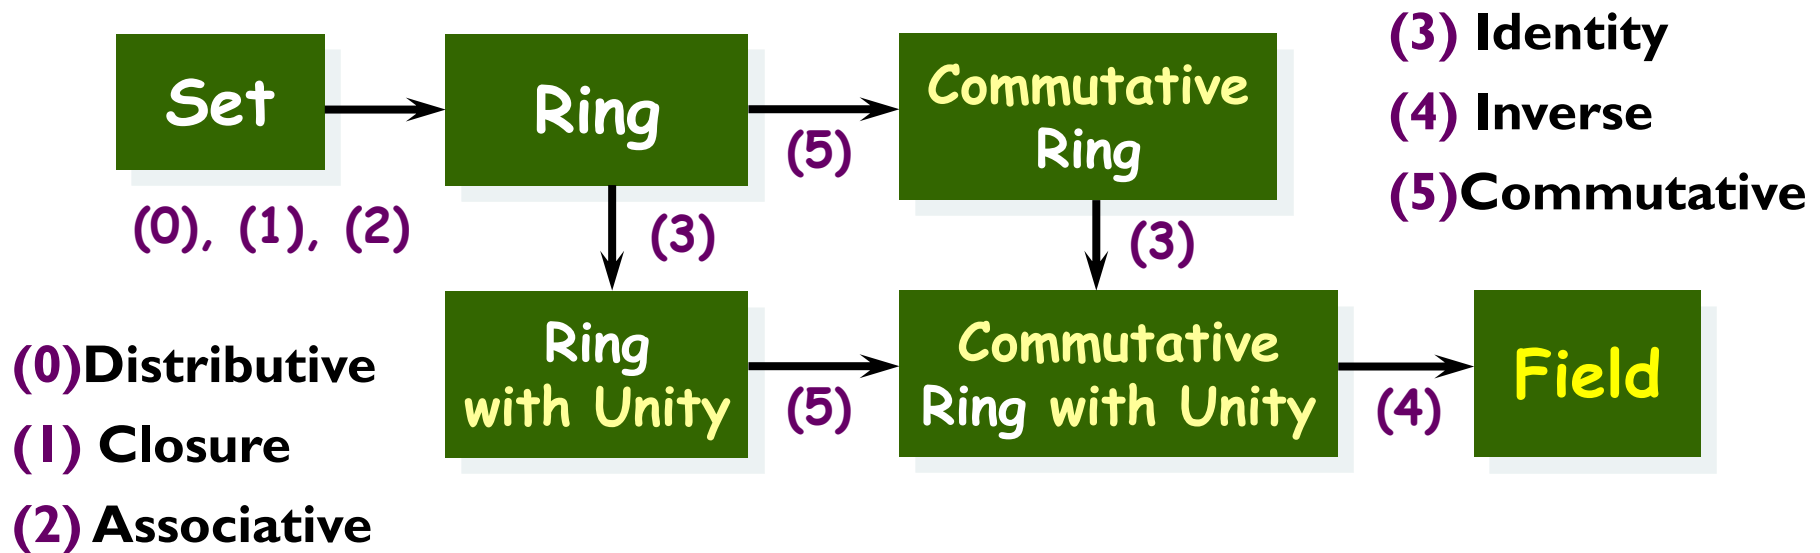 Set
Ring
Commutative
Ring
(3) Identity
(4) Inverse
(5)Commutative
(5)
(0), (1), (2)
(3)
(3)
Ring
with Unity
Commutative
Ring with Unity
Field
(5)
(4)
(0)Distributive
(1) Closure
(2) Associative